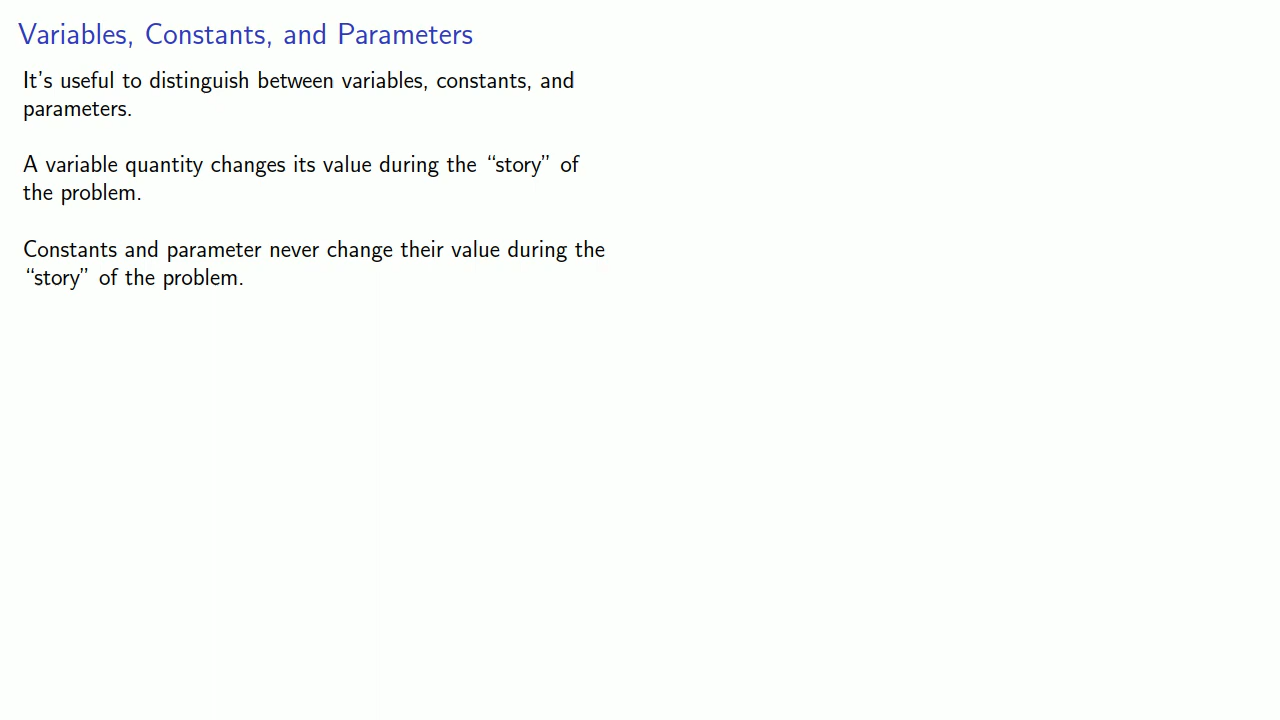 Variables, Constants, and Parameters
It's useful to distinguish between variables, constants, and
parameters.
A variable quantity changes its value during the “story” of
the problem.
Constants and parameter never change their value during the
“story” of the problem.